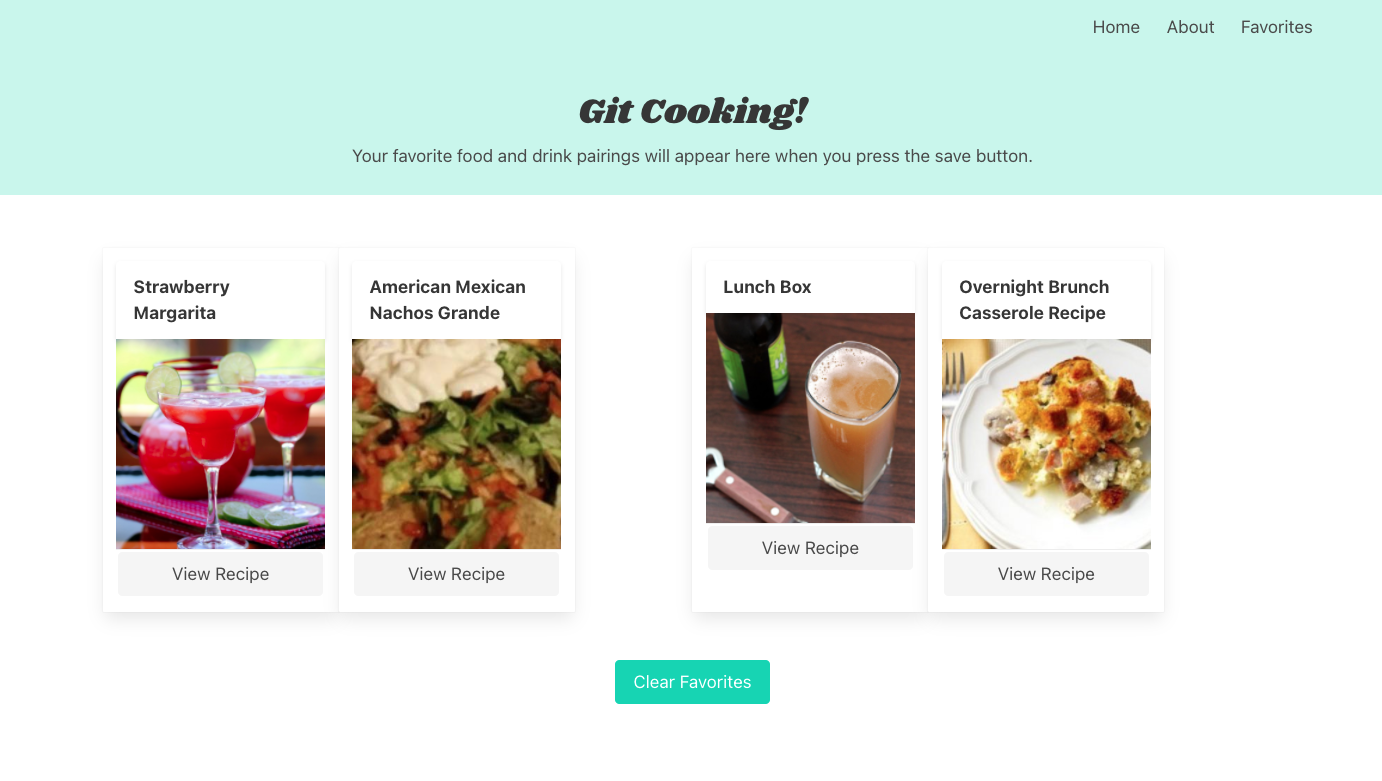 Home About Favorites
Git Cooking!
Your favorite food and drink pairings will appear here when you press the save button.
Strawberry
Margarita
View Recipe
American Mexican
Nachos Grande
View Recipe
Lunch Box
View Recipe
Overnight Brunch
Casserole Recipe
View Recipe
Clear Favorites